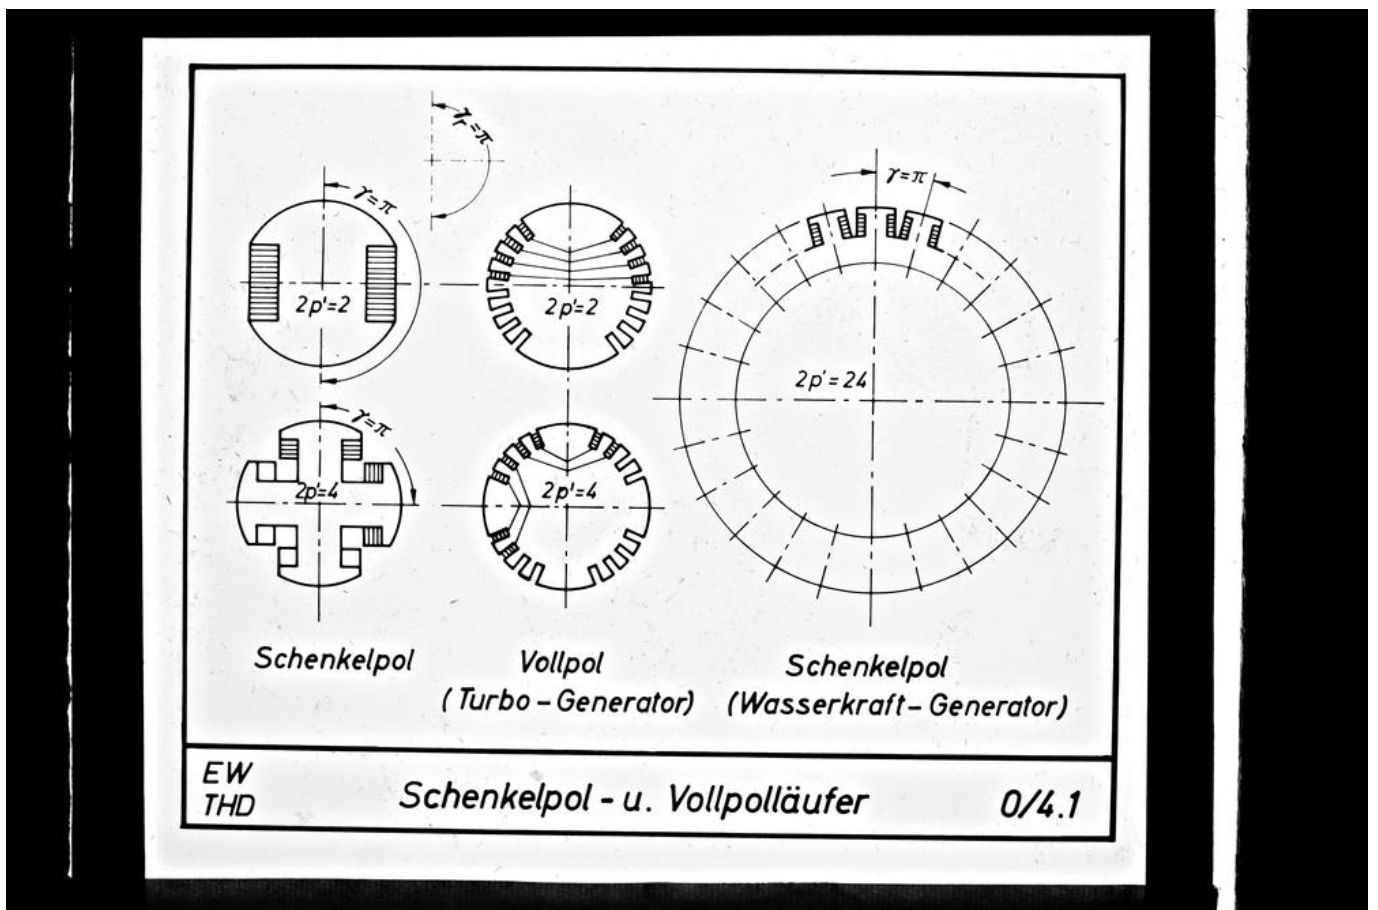 γᵣ=π
γ=π
2p'=2
2p'=2
γ=π
2p'=24
γ=π
2p'=4
2p'=4
Schenkelpol
Vollpol
(Turbo-Generator)
Schenkelpol
(Wasserkraft-Generator)
EW
THD
Schenkelpol-u. Vollpolläufer
0/4.1